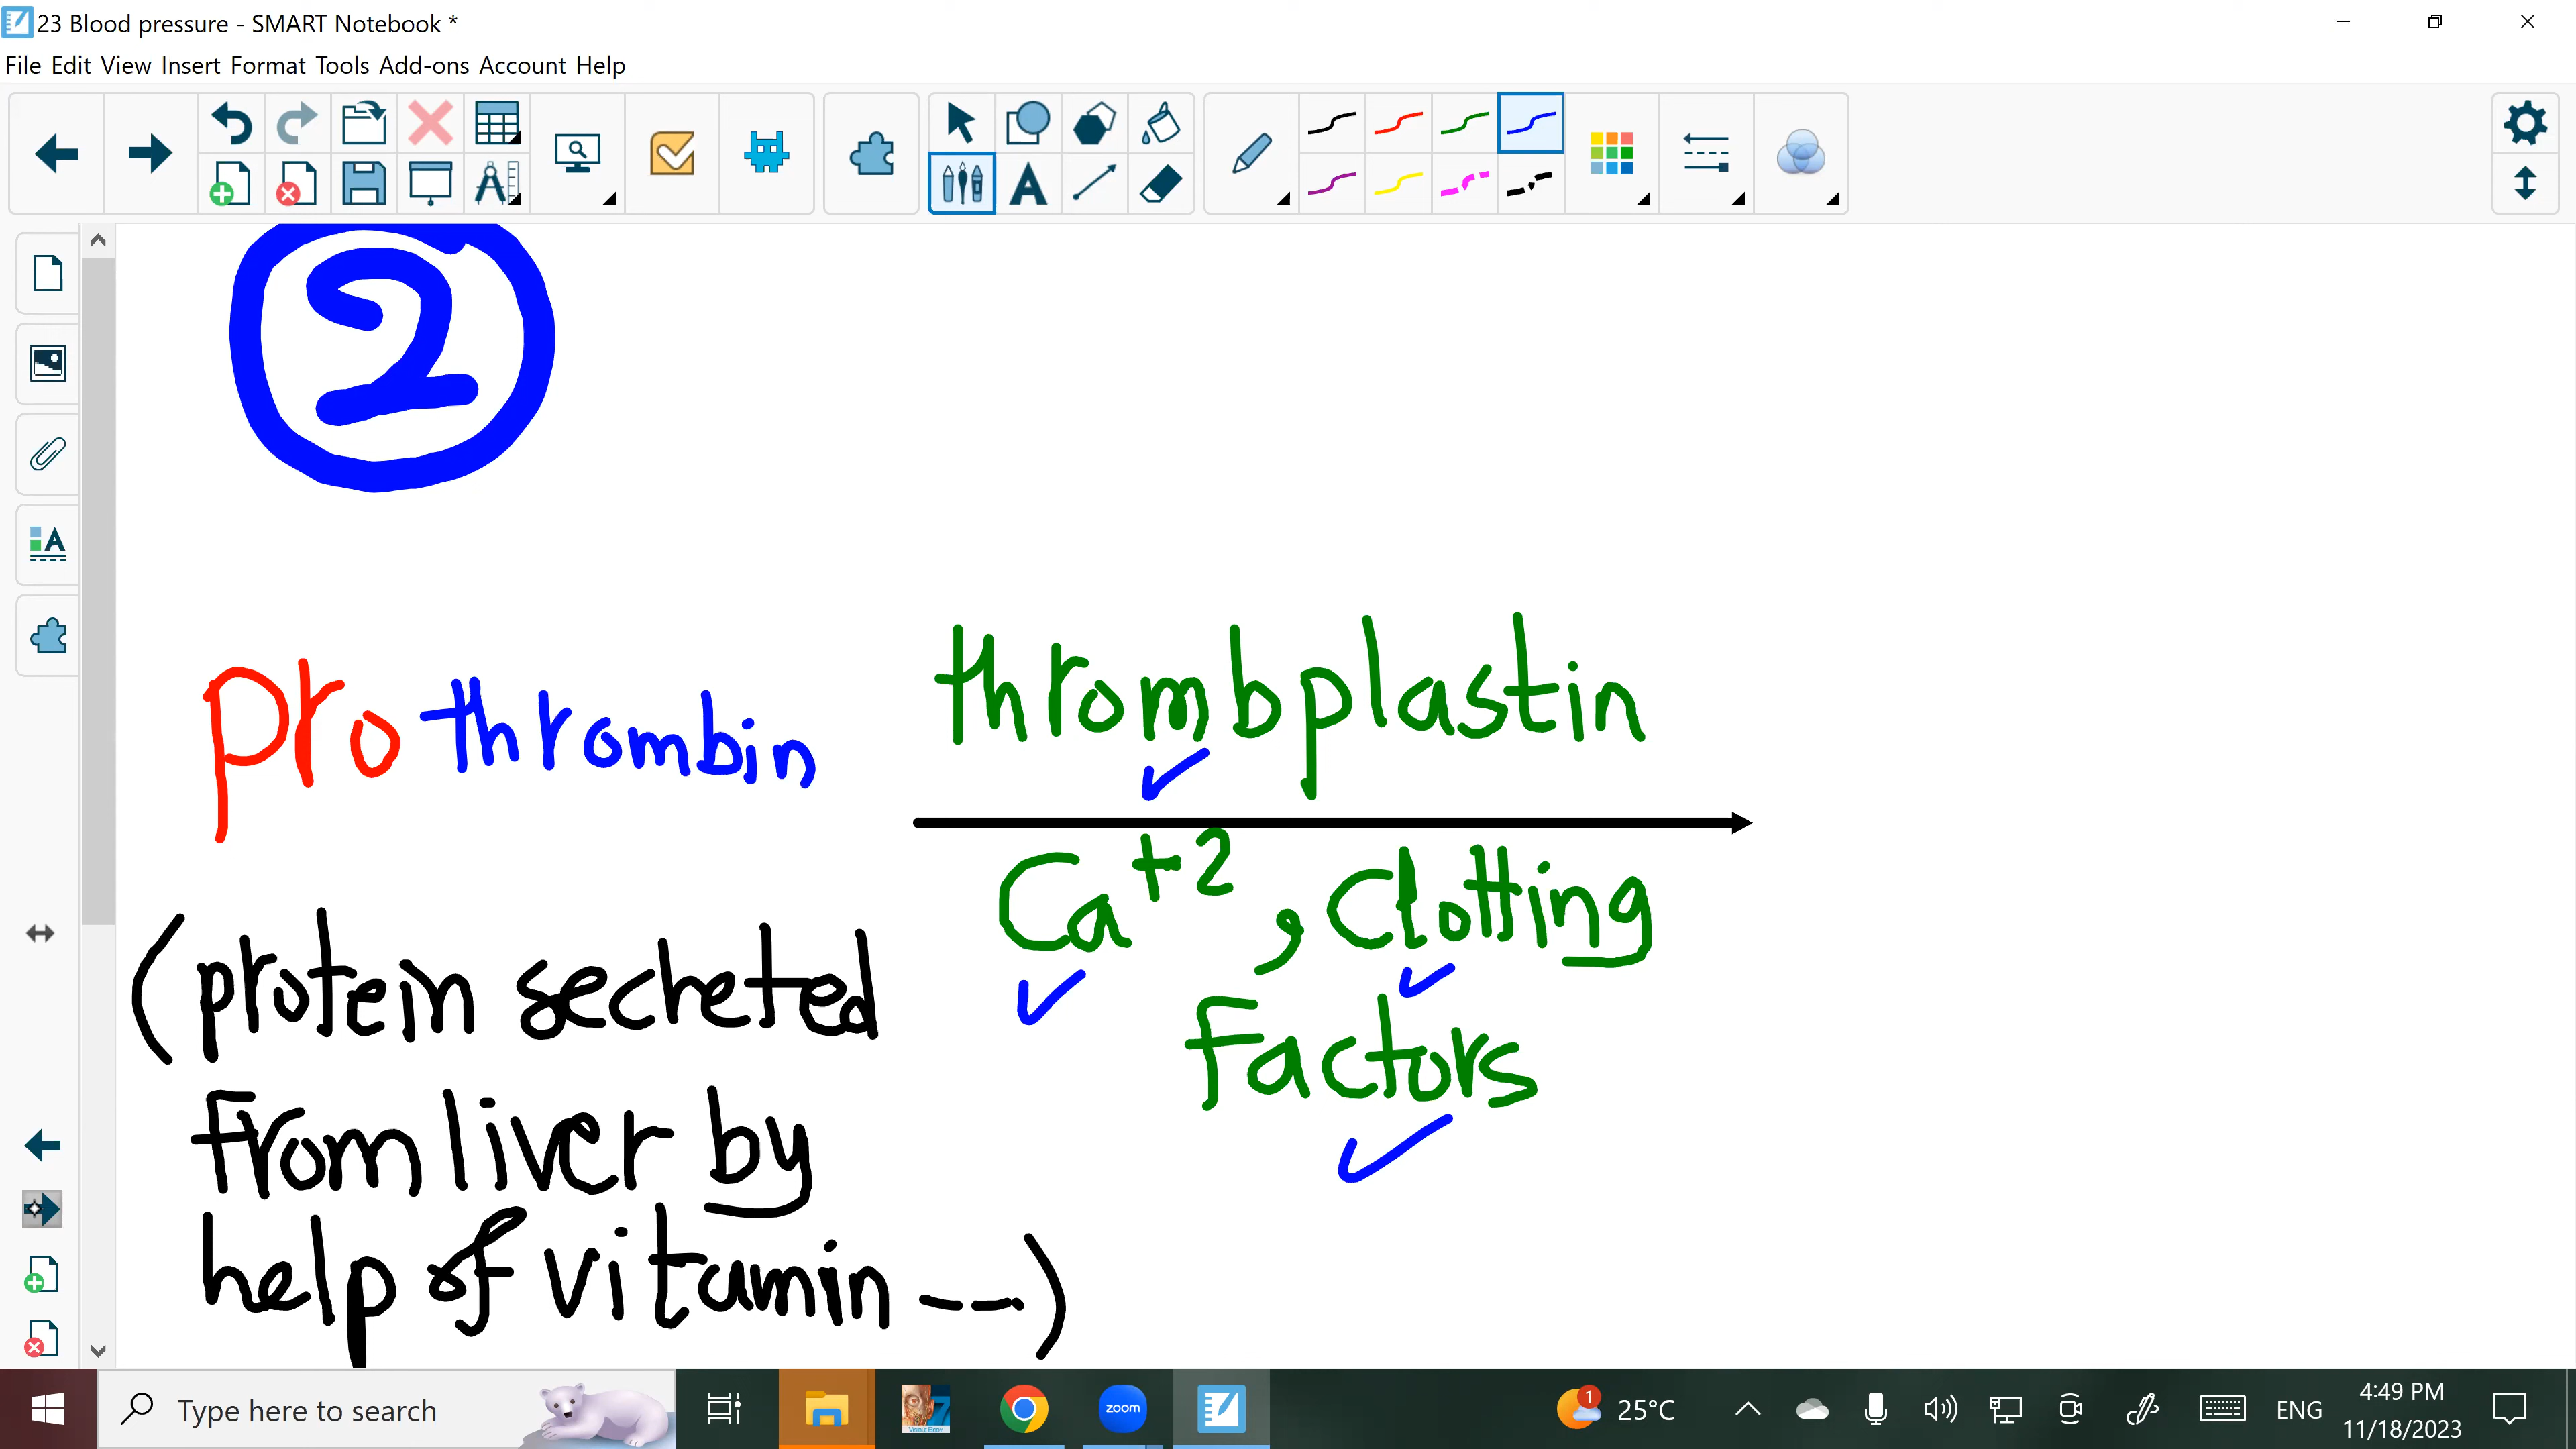 23 Blood pressure - SMART Notebook *
File Edit View Insert Format Tools Add-ons Account Help
2
thrombplastin
prothrombin
Ca+2, Clotting
Factors
(protein secreted
from liver by
help of vitamin ---)
Type here to search
zoom
1
25°C
ENG
4:49 PM
11/18/2023